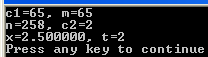 c1=65, m=65
n=258, c2=2
x=2.500000, t=2
Press any key to continue